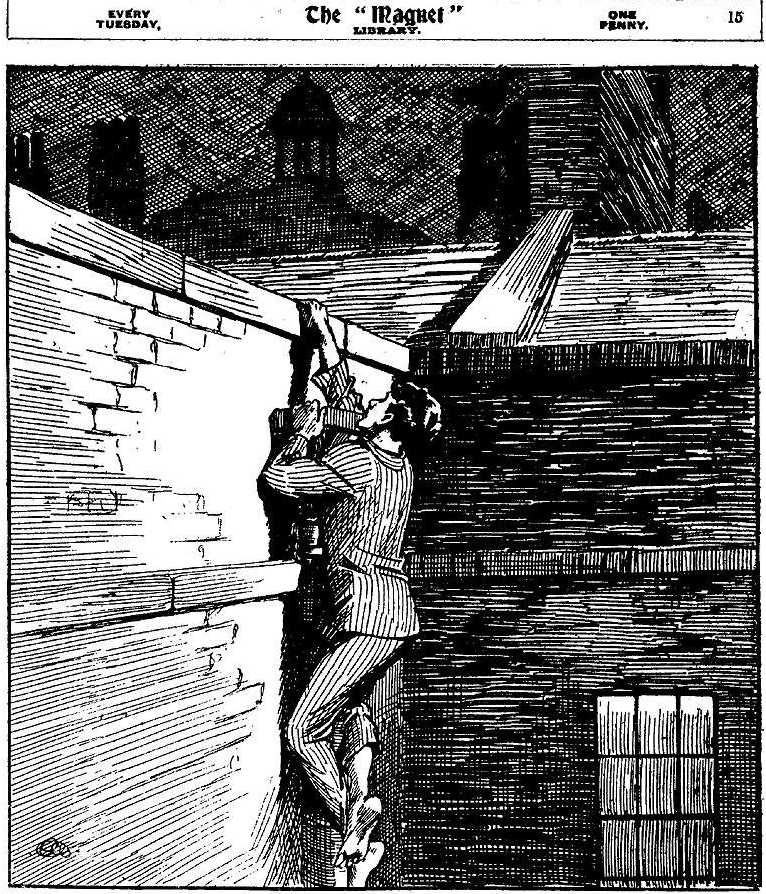 EVERY
TUESDAY,
The "Magnet"
LIBRARY.
ONE
PENNY.
15